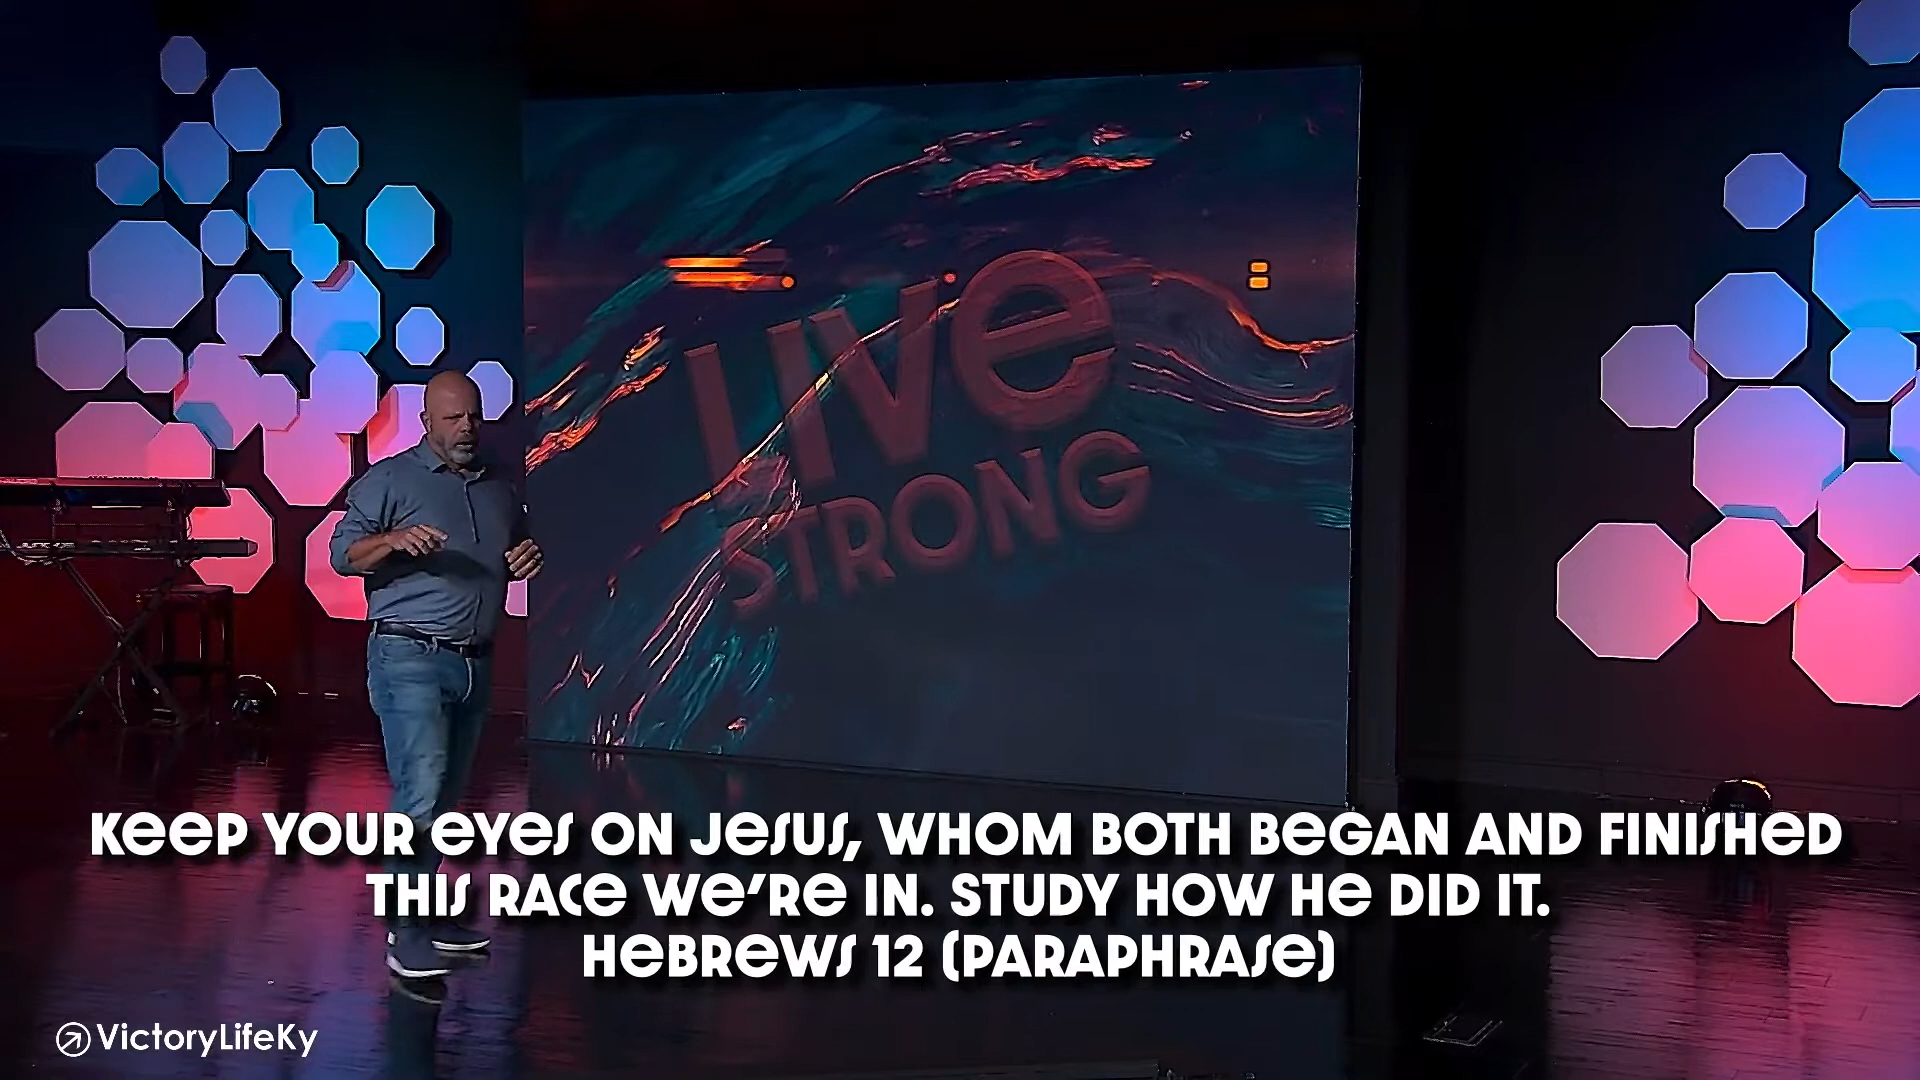 LIVe
STRONG
KeeP YOUR eYes ON JesUs, WHOM BOTH BeGAN AND FINIsHeD
THIs RACe We'Re IN. STUDY HOW He DID IT.
HeBReWs 12 (PARAPHRAse)
VictoryLifeKy